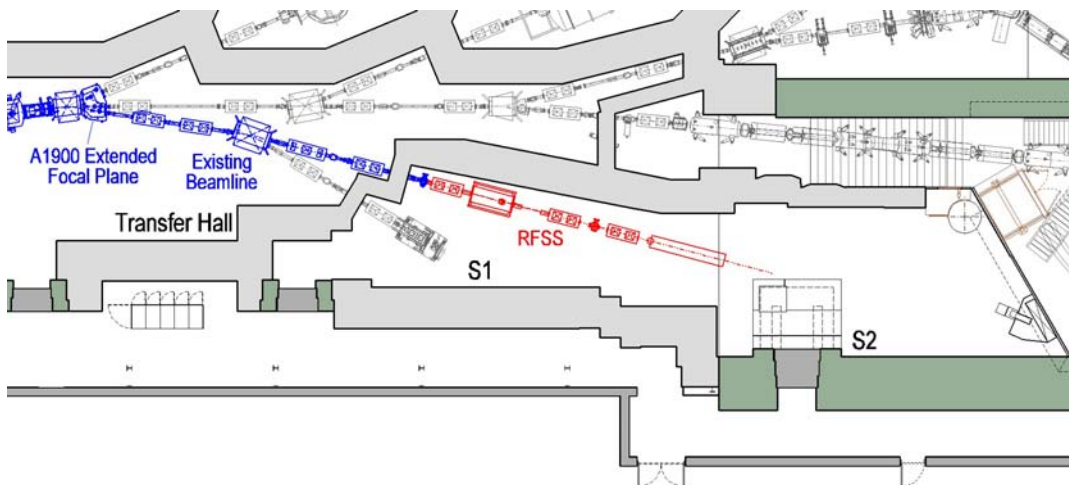 A1900 Extended
Focal Plane
Existing
Beamline
Transfer Hall
RFSS
S1
S2